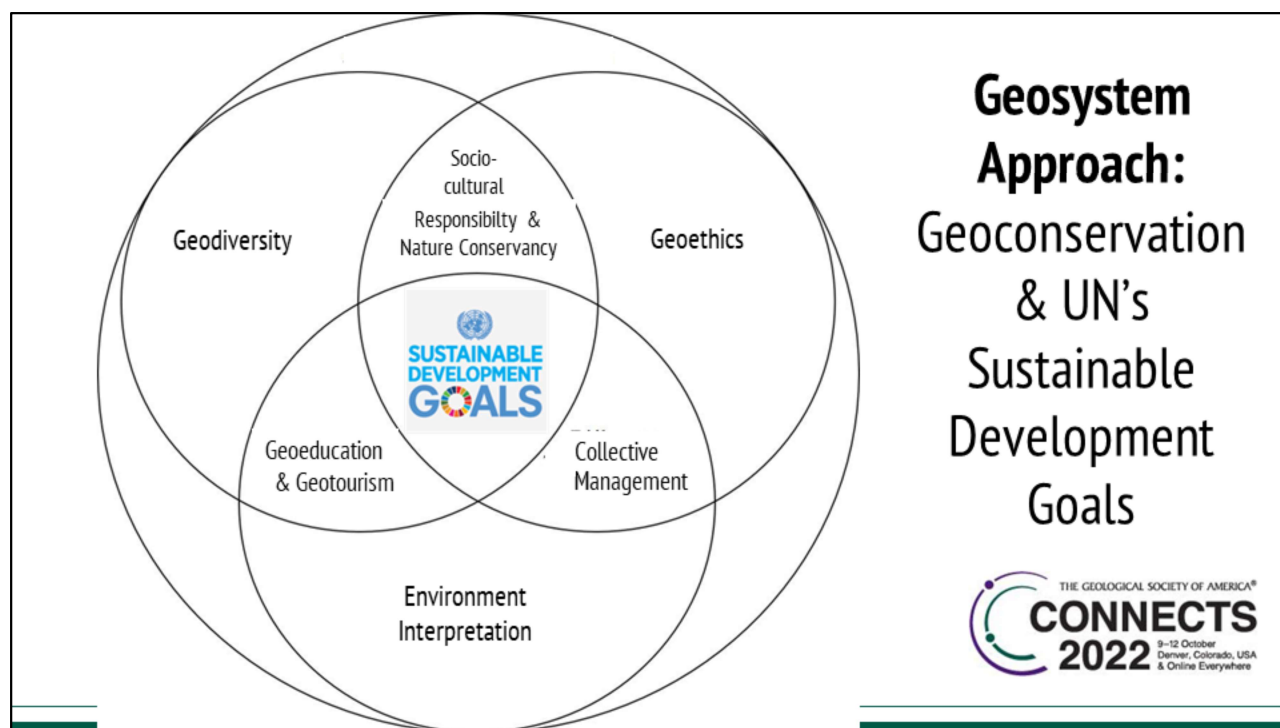 Geosystem
Approach:
Geoconservation
& UN's
Sustainable
Development
Goals
Socio-
cultural
Responsibilty &
Nature Conservancy
Geodiversity
Geoethics
SUSTAINABLE
DEVELOPMENT
GOALS
Geoeducation
& Geotourism
Collective
Management
Environment
Interpretation
THE GEOLOGICAL SOCIETY OF AMERICA®
CONNECTS
2022
9–12 October
Denver, Colorado, USA
& Online Everywhere